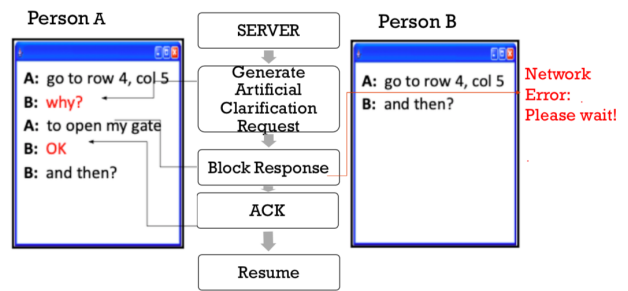 Person A
A: go to row 4, col 5
B: why?
A: to open my gate
B: OK
B: and then?
SERVER
Generate
Artificial
Clarification
Request
Block Response
ACK
Resume
Person B
A: go to row 4, col 5
B: and then?
Network
Error:
Please wait!